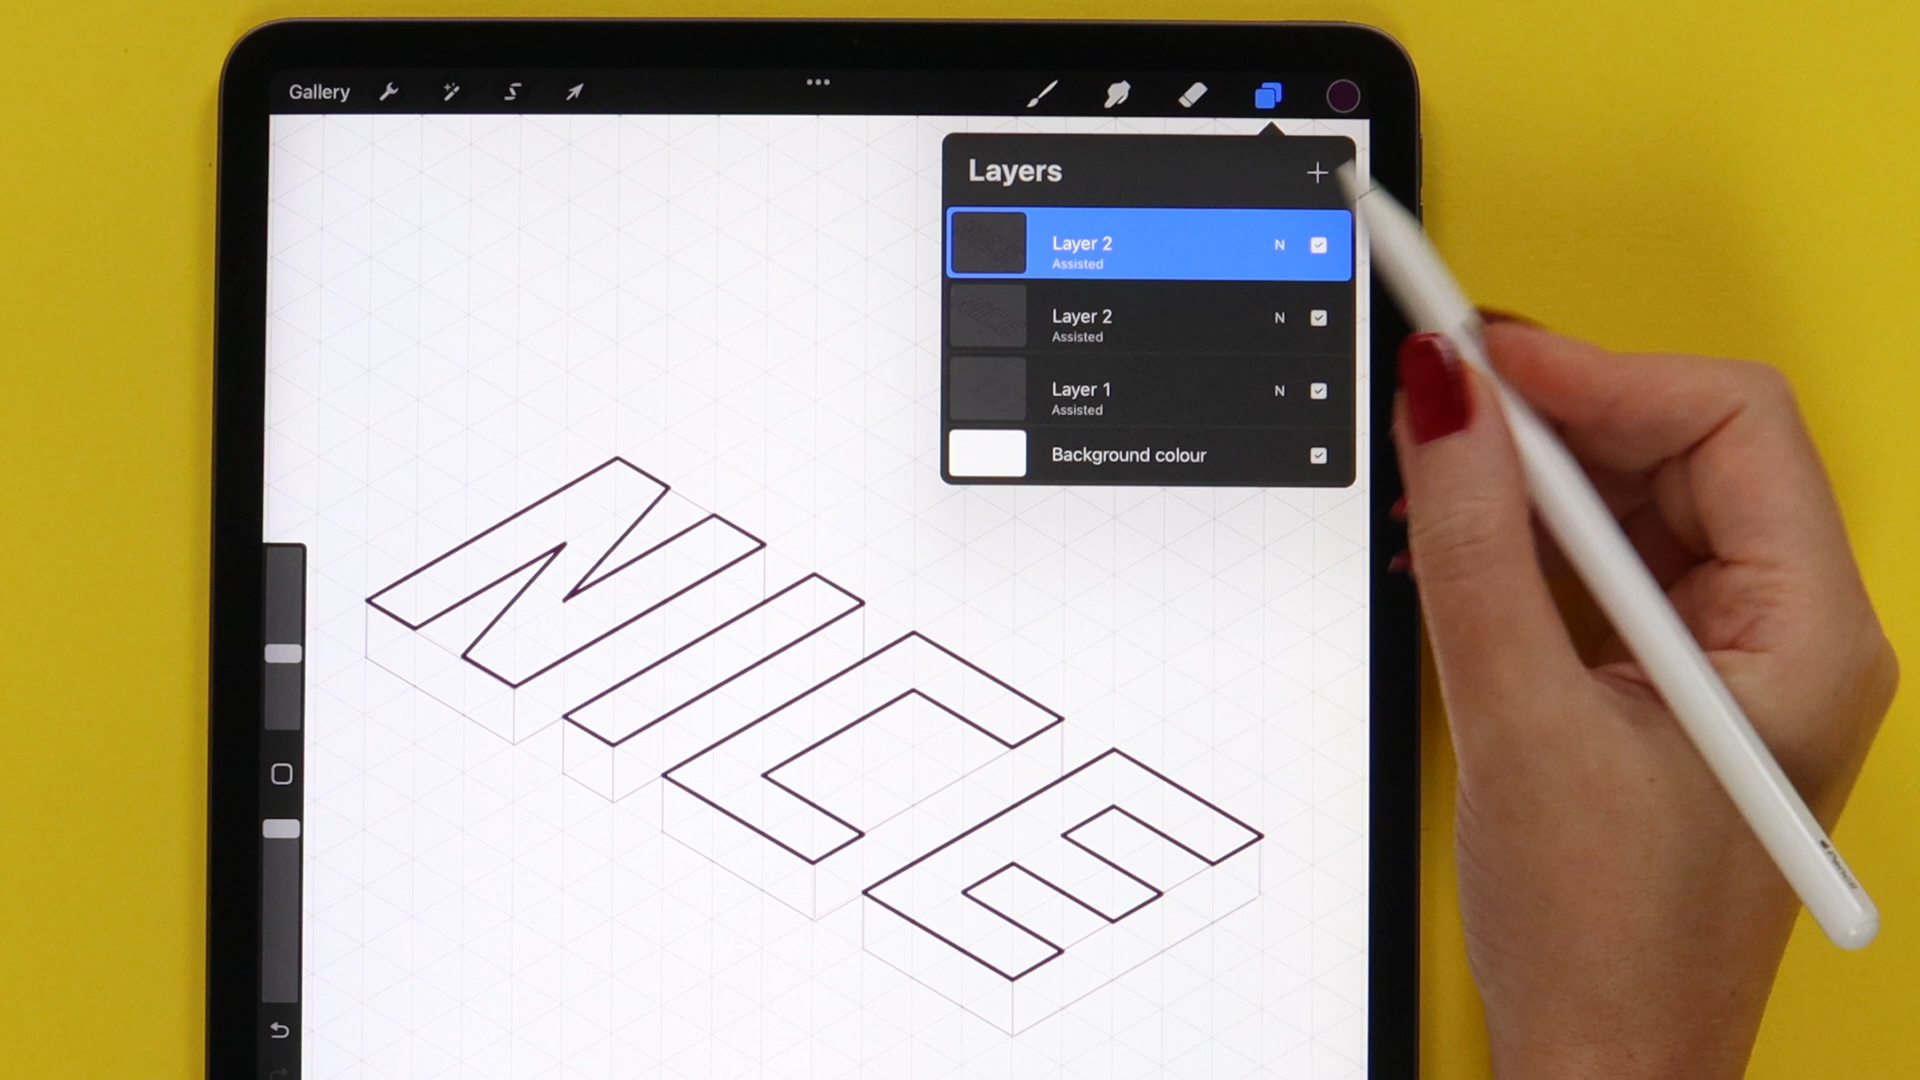 Gallery
Layers
Layer 2
N
Assisted
Layer 2
N
Assisted
Layer 1
N
Assisted
Background colour
NICE